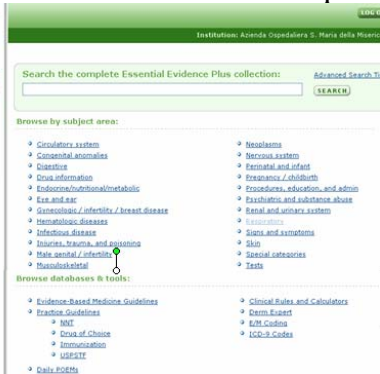 LOG O
Institution: Azienda Ospedaliera S. Maria della Miseric
Search the complete Essential Evidence Plus collection:
Advanced Search Ti
SEARCH
Browse by subject area:
Circulatory system
Congenital anomalies
Digestive
Drug information
Endocrine/nutritional/metabolic
Eye and ear
Gynecologic / infertility / breast disease
Hematologic diseases
Infectious disease
Injuries, trauma, and poisoning
Male genital / infertility
Musculoskeletal
Neoplasms
Nervous system
Perinatal and infant
Pregnancy / childbirth
Procedures, education, and admin
Psychiatric and substance abuse
Renal and urinary system
Respiratory
Signs and symptoms
Skin
Special categories
Tests
Browse databases & tools:
Evidence-Based Medicine Guidelines
Practice Guidelines
NNT
Drug of Choice
Immunization
USPSTF
Daily POEMs
Clinical Rules and Calculators
Derm Expert
E/M Coding
ICD-9 Codes